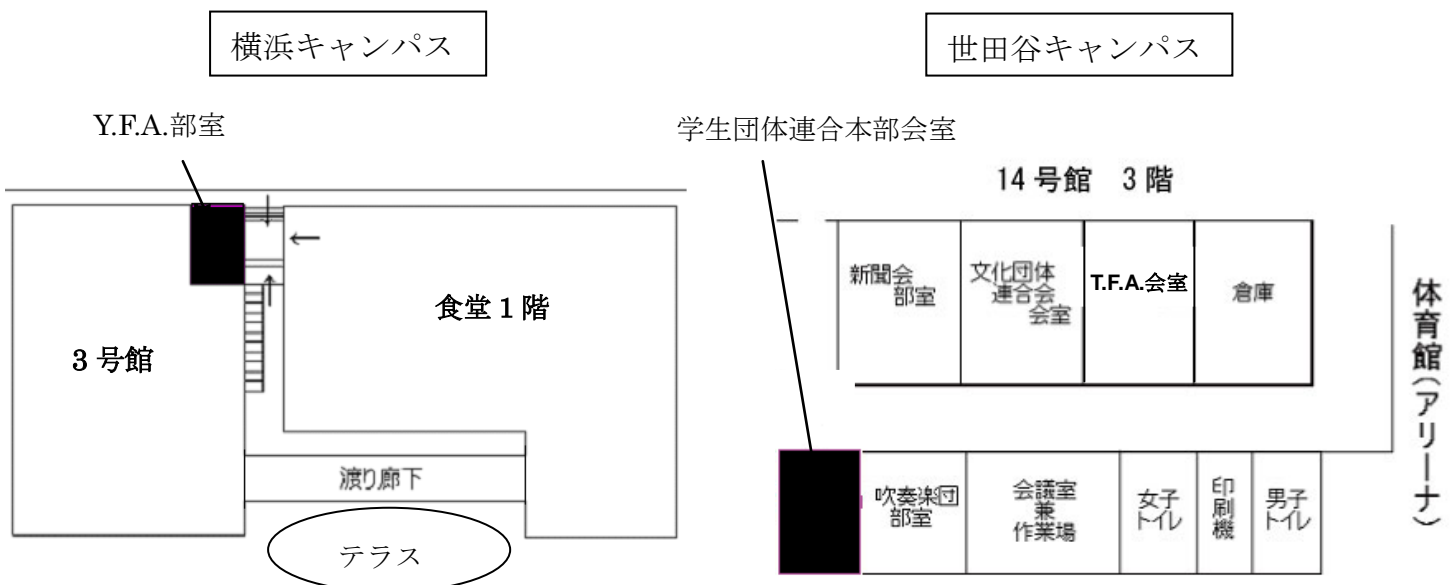 横浜キャンパス
世田谷キャンパス
Y.F.A.部室
学生団体連合本部会室
14号館 3階
新聞会
部室
文化団体
連合会
会室
T.F.A.会室
倉庫
体育館(アリーナ)
食堂1階
3号館
渡り廊下
テラス
吹奏楽団
部室
会議室
兼
作業場
女子
トイレ
印
刷
機
男子
トイレ